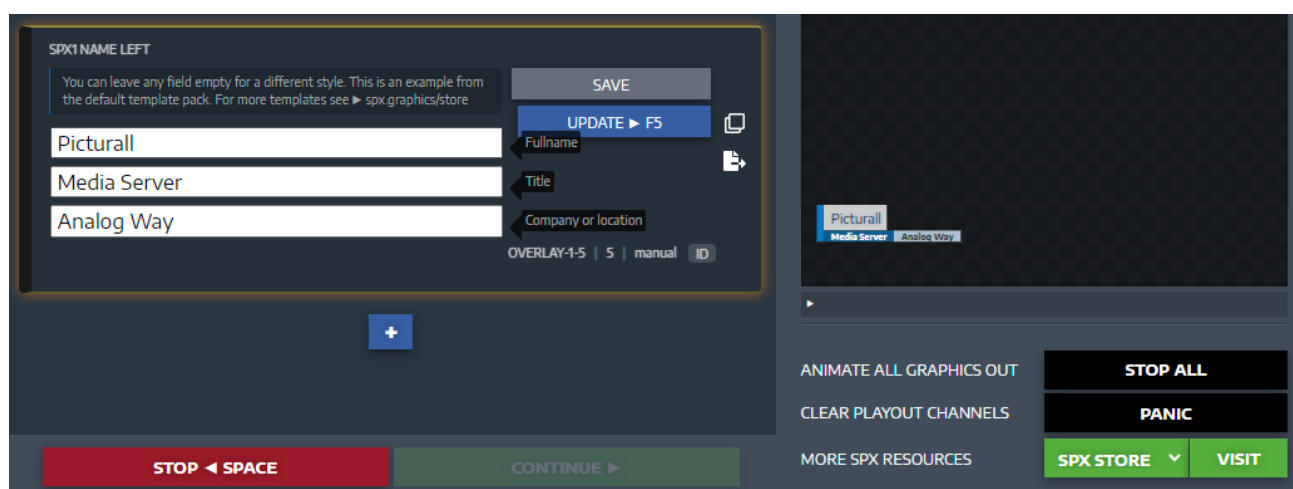 SPX1 NAME LEFT
You can leave any field empty for a different style. This is an example from
the default template pack. For more templates see ► spx.graphics/store
SAVE
UPDATE ► F5
Picturall
Fullname
Media Server
Title
Analog Way
Company or location
OVERLAY-1-5 | 5 | manual ID
+
STOP ◄ SPACE
CONTINUE ►
Picturall
Media Server Analog Way
►
ANIMATE ALL GRAPHICS OUT STOP ALL
CLEAR PLAYOUT CHANNELS PANIC
MORE SPX RESOURCES SPX STORE VISIT